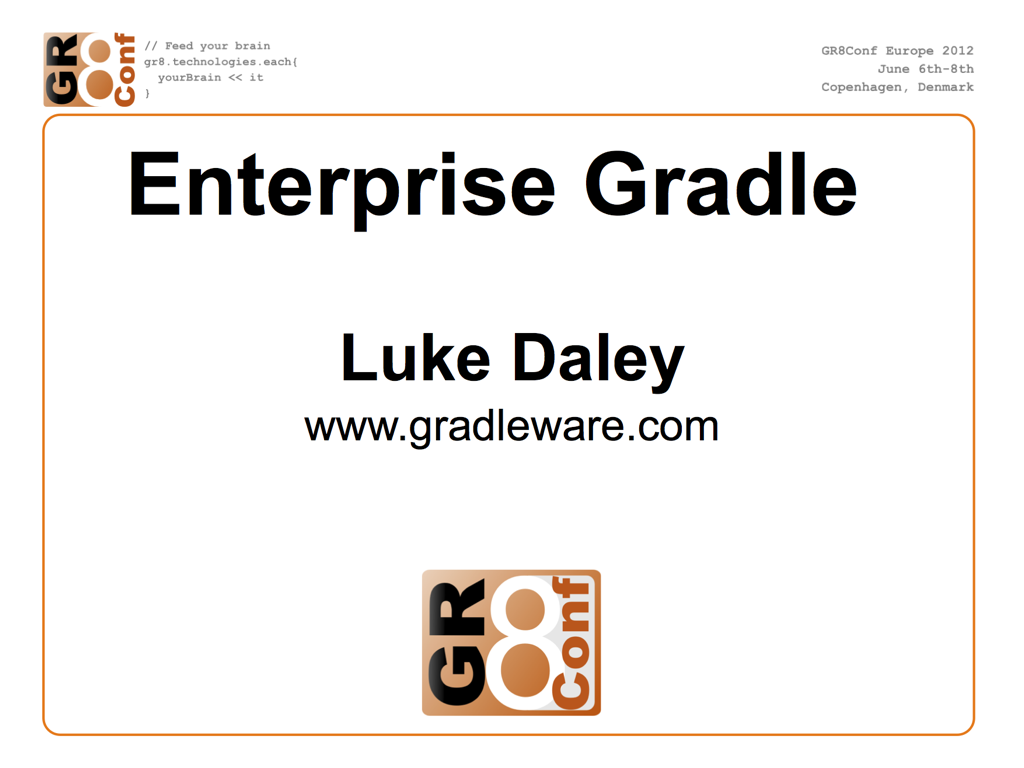 GR8Conf
// Feed your brain
gr8.technologies.each{
yourBrain << it
}
GR8Conf Europe 2012
June 6th-8th
Copenhagen, Denmark
Enterprise Gradle
Luke Daley
www.gradleware.com
GR8Conf